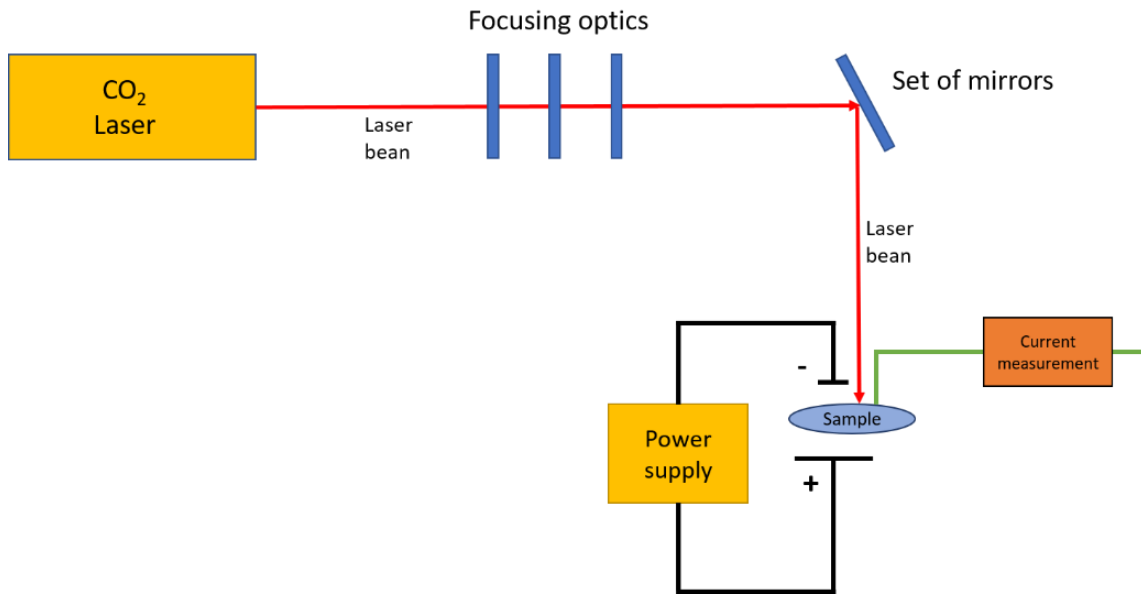 Focusing optics
CO₂
Laser
Set of mirrors
Laser
bean
Laser
bean
Current
measurement
-
Sample
Power
supply
+